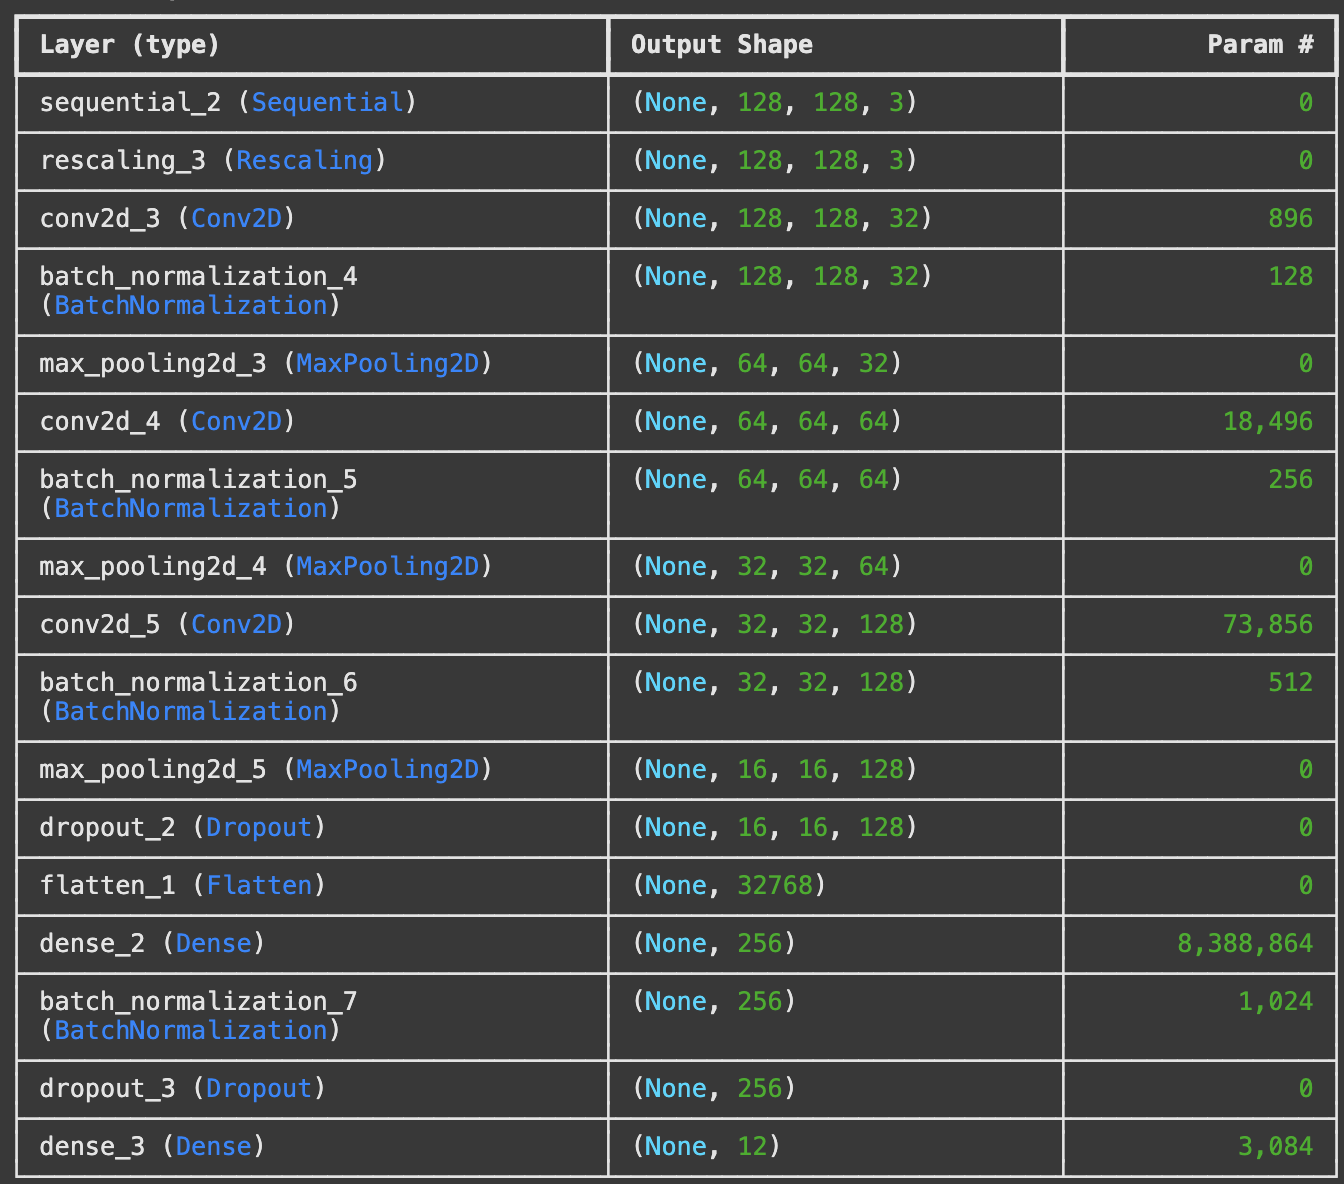 Layer (type) Output Shape Param #
sequential_2 (Sequential) (None, 128, 128, 3) 0
rescaling_3 (Rescaling) (None, 128, 128, 3) 0
conv2d_3 (Conv2D) (None, 128, 128, 32) 896
batch_normalization_4 (None, 128, 128, 32) 128
(BatchNormalization)
max_pooling2d_3 (MaxPooling2D) (None, 64, 64, 32) 0
conv2d_4 (Conv2D) (None, 64, 64, 64) 18,496
batch_normalization_5 (None, 64, 64, 64) 256
(BatchNormalization)
max_pooling2d_4 (MaxPooling2D) (None, 32, 32, 64) 0
conv2d_5 (Conv2D) (None, 32, 32, 128) 73,856
batch_normalization_6 (None, 32, 32, 128) 512
(BatchNormalization)
max_pooling2d_5 (MaxPooling2D) (None, 16, 16, 128) 0
dropout_2 (Dropout) (None, 16, 16, 128) 0
flatten_1 (Flatten) (None, 32768) 0
dense_2 (Dense) (None, 256) 8,388,864
batch_normalization_7 (None, 256) 1,024
(BatchNormalization)
dropout_3 (Dropout) (None, 256) 0
dense_3 (Dense) (None, 12) 3,084